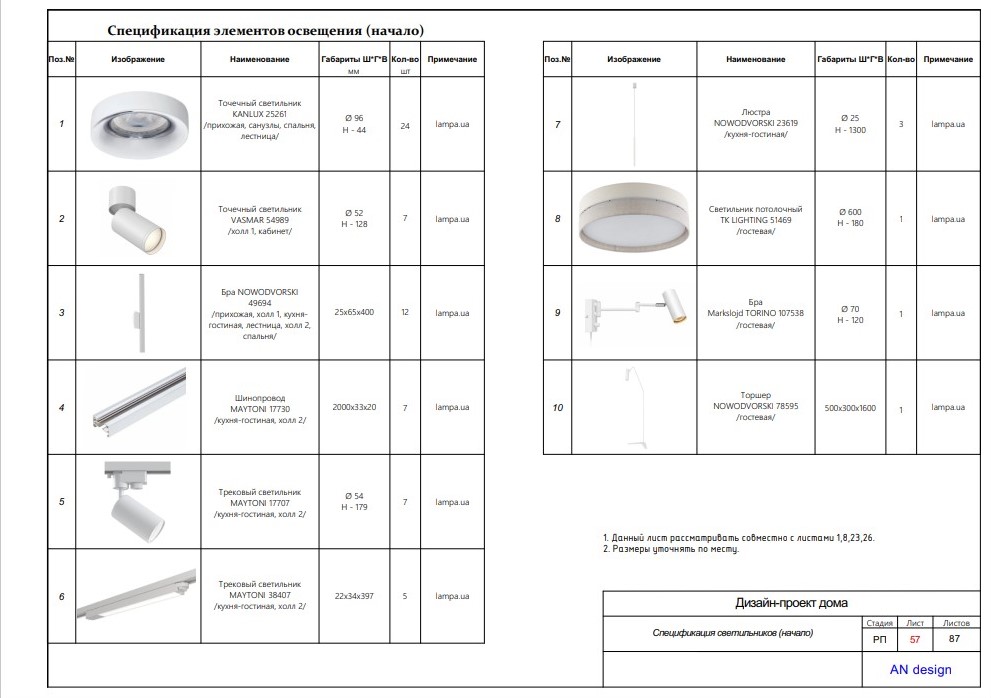 Спецификация элементов освещения (начало)
Поз.№ Изображение Наименование Габариты Ш*Г*В Кол-во Примечание
мм шт
1
Точечный светильник
KANLUX 25261
/прихожая, санузлы, спальня,
лестница/
Ø 96
H - 44
24
lampa.ua
2
Точечный светильник
VASMAR 54989
/холл 1, кабинет/
Ø 52
H - 128
7
lampa.ua
3
Бра NOWODVORSKI
49694
/прихожая, холл 1, кухня-
гостиная, лестница, холл 2,
спальня/
25х65х400
12
lampa.ua
4
Шинопровод
MAYTONI 17730
/кухня-гостиная, холл 2/
2000х33х20
7
lampa.ua
5
Трековый светильник
MAYTONI 17707
/кухня-гостиная, холл 2/
Ø 54
H - 179
7
lampa.ua
6
Трековый светильник
MAYTONI 38407
/кухня-гостиная, холл 2/
22х34х397
5
lampa.ua
Поз.№ Изображение Наименование Габариты Ш*Г*В Кол-во Примечание
7
Люстра
NOWODVORSKI 23619
/кухня-гостиная/
Ø 25
H - 1300
3
lampa.ua
8
Светильник потолочный
TK LIGHTING 51469
/гостевая/
Ø 600
H - 180
1
lampa.ua
9
Бра
Markslojd TORINO 107538
/гостевая/
Ø 70
H - 120
1
lampa.ua
10
Торшер
NOWODVORSKI 78595
/гостевая/
500х300х1600
1
lampa.ua
1. Данный лист рассматривать совместно с листами 1,8,23,26.
2. Размеры уточнять по месту.
Дизайн-проект дома
Спецификация светильников (начало)
Стадия Лист Листов
РП 57 87
AN design